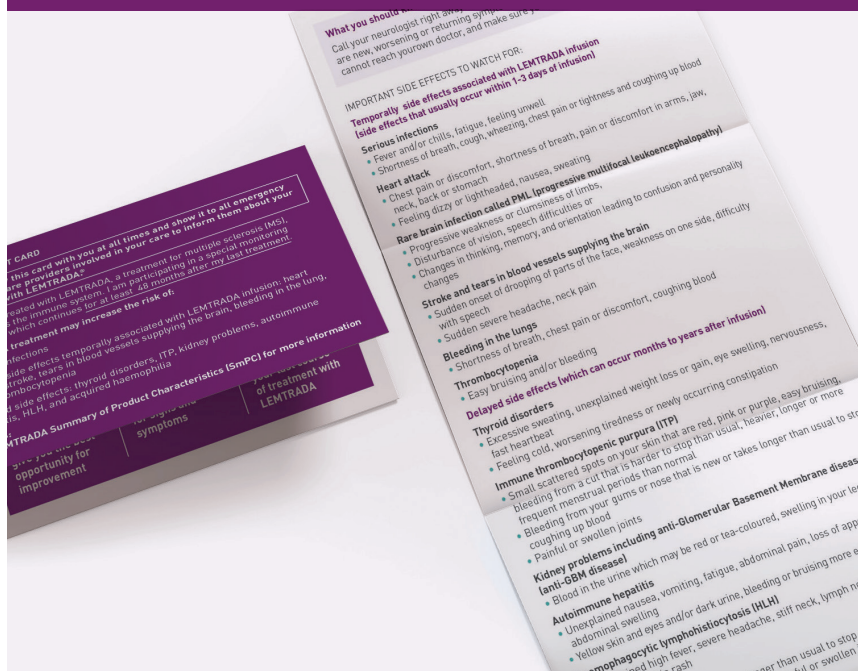 What you should
Call your neurologist right away
are new, worsening or returning
cannot reach yourown doctor, and make sure
IMPORTANT SIDE EFFECTS TO WATCH FOR:
Temporally side effects associated with LEMTRADA infusion
(side effects that usually occur within 1-3 days of infusion)
Serious infections
• Fever and/or chills, fatigue, feeling unwell
• Shortness of breath, cough, wheezing, chest pain or tightness and coughing up blood
Heart attack
• Chest pain or discomfort, shortness of breath, pain or discomfort in arms, jaw,
neck, back or stomach
• Feeling dizzy or lightheaded, nausea, sweating
Rare brain infection called PML (progressive multifocal leukoencephalopathy)
• Progressive weakness or clumsiness of limbs,
• Disturbance of vision, speech difficulties or
• Changes in thinking, memory, and orientation leading to confusion and personality
changes
Stroke and tears in blood vessels supplying the brain
• Sudden onset of drooping of parts of the face, weakness on one side, difficulty
with speech
• Sudden severe headache, neck pain
Bleeding in the lungs
• Shortness of breath, chest pain or discomfort, coughing blood
Thrombocytopenia
• Easy bruising and/or bleeding
Delayed side effects (which can occur months to years after infusion)
Thyroid disorders
• Excessive sweating, unexplained weight loss or gain, eye swelling, nervousness,
fast heartbeat
• Feeling cold, worsening tiredness or newly occurring constipation
Immune thrombocytopenic purpura (ITP)
• Small scattered spots on your skin that are red, pink or purple, easy bruising,
bleeding from a cut that is harder to stop than usual, heavier, longer or more
frequent menstrual periods than normal
• Bleeding from your gums or nose that is new or takes longer than usual to
coughing up blood
• Painful or swollen joints
Kidney problems including anti-Glomerular Basement Membrane
(anti-GBM disease)
• Blood in the urine which may be red or tea-coloured, swelling in your
Autoimmune hepatitis
• Unexplained nausea, vomiting, fatigue, abdominal pain, loss of
abdominal swelling
• Yellow skin and eyes and/or dark urine, bleeding or bruising more
lymphohistiocytosis (HLH)
high fever, severe headache, stiff neck, lymph
rash
than usual to stop
or swollen
CARD
this card with you at all times and show it to all emergency
providers involved in your care to inform them about your
with LEMTRADA®
treated with LEMTRADA, a treatment for multiple sclerosis (MS),
the immune system. I am participating in a special monitoring
which continues for at least 48 months after my last treatment.
treatment may increase the risk of:
infections
side effects temporally associated with LEMTRADA infusion: heart
stroke, tears in blood vessels supplying the brain, bleeding in the lung,
side effects: thyroid disorders, ITP, kidney problems, autoimmune
HLH, and acquired haemophilia
LEMTRADA Summary of Product Characteristics (SmPC) for more information
give you the best
opportunity for
improvement
for signs and
symptoms
of treatment with
LEMTRADA